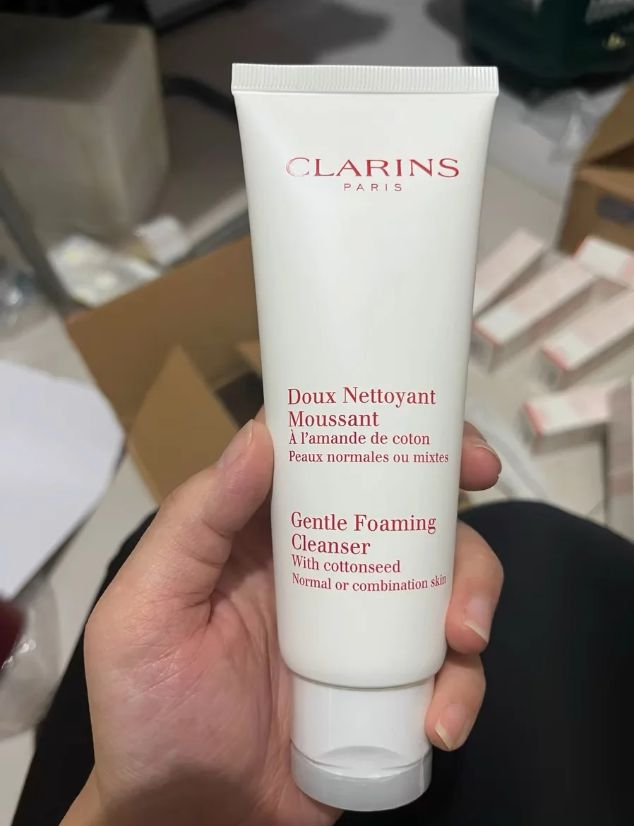 CLARINS
PARIS
Doux Nettoyant
Moussant
À l'amande de coton
Peaux normales ou mixtes
Gentle Foaming
Cleanser
With cottonseed
Normal or combination skin